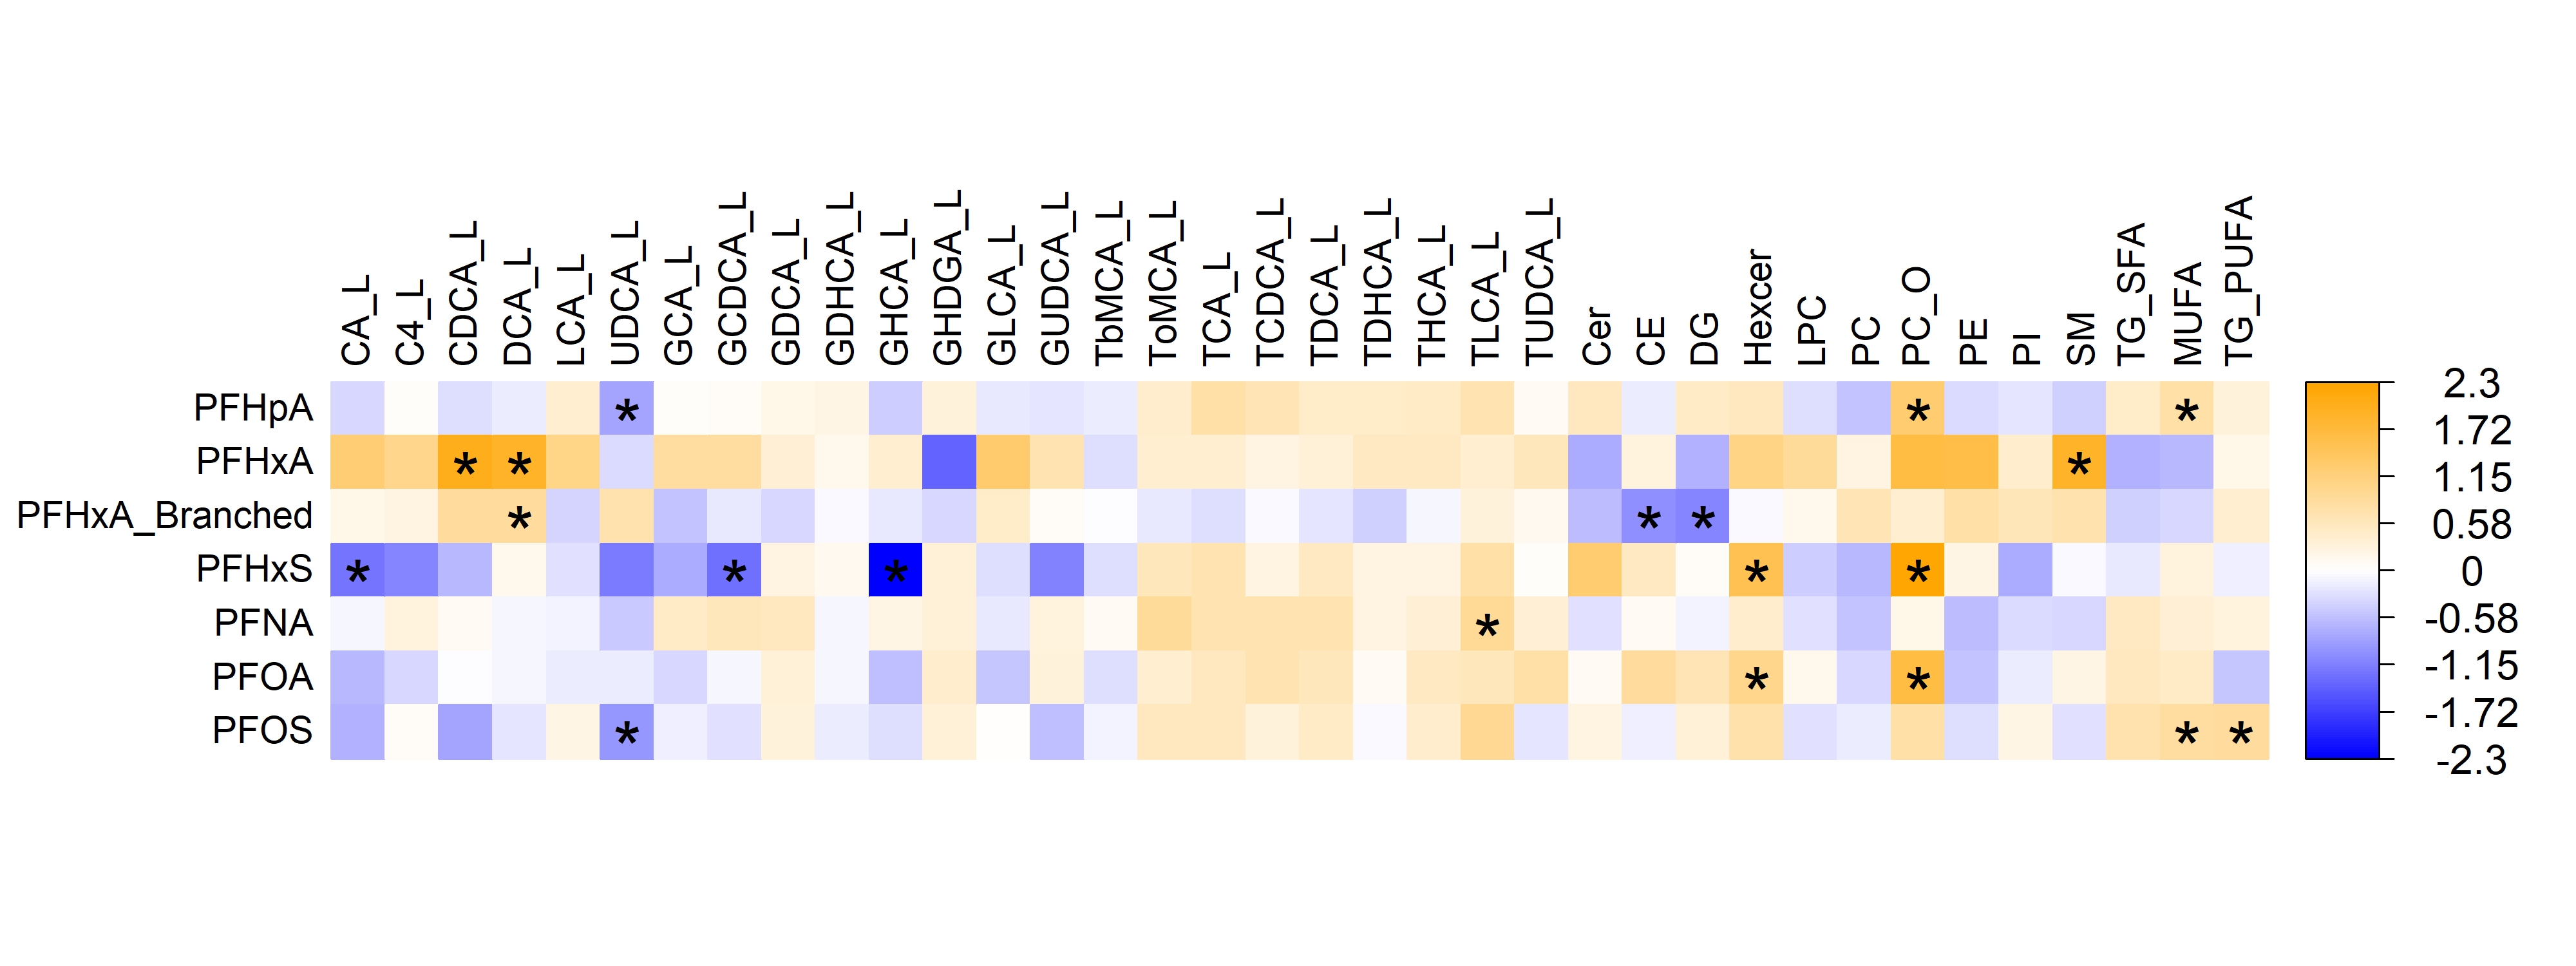 CA_L
C4_L
CDCA_L
DCA_L
LCA_L
UDCA_L
GCA_L
GCDCA_L
GDCA_L
GDHCA_L
GHCA_L
GHDGA_L
GLCA_L
GUDCA_L
TbMCA_L
ToMCA_L
TCA_L
TCDCA_L
TDCA_L
TDHCA_L
THCA_L
TLCA_L
TUDCA_L
Cer
CE
DG
Hexcer
LPC
PC
PC_O
PE
PI
SM
TG_SFA
MUFA
TG_PUFA
PFHpA * * *
PFHxA * * *
PFHxA_Branched * * *
PFHxS * * * * *
PFNA *
PFOA * *
PFOS * * *
2.3
1.72
1.15
0.58
0
-0.58
-1.15
-1.72
-2.3